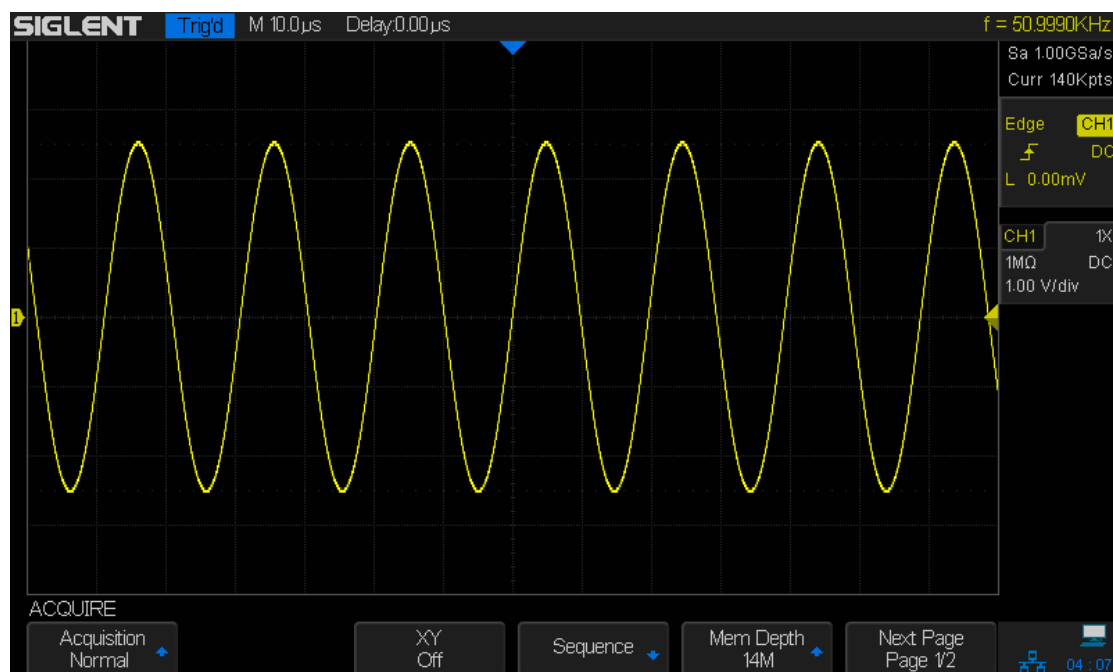 SIGLENT Trig'd M 10.0µs Delay:0.00µs f = 50.9990KHz
Sa 1.00GSa/s
Curr 140Kpts
Edge CH1
DC
L 0.00mV
CH1 1X
1MΩ DC
1.00 V/div
1
ACQUIRE
Acquisition
Normal
XY
Off
Sequence
Mem Depth
14M
Next Page
Page 1/2
04 : 07